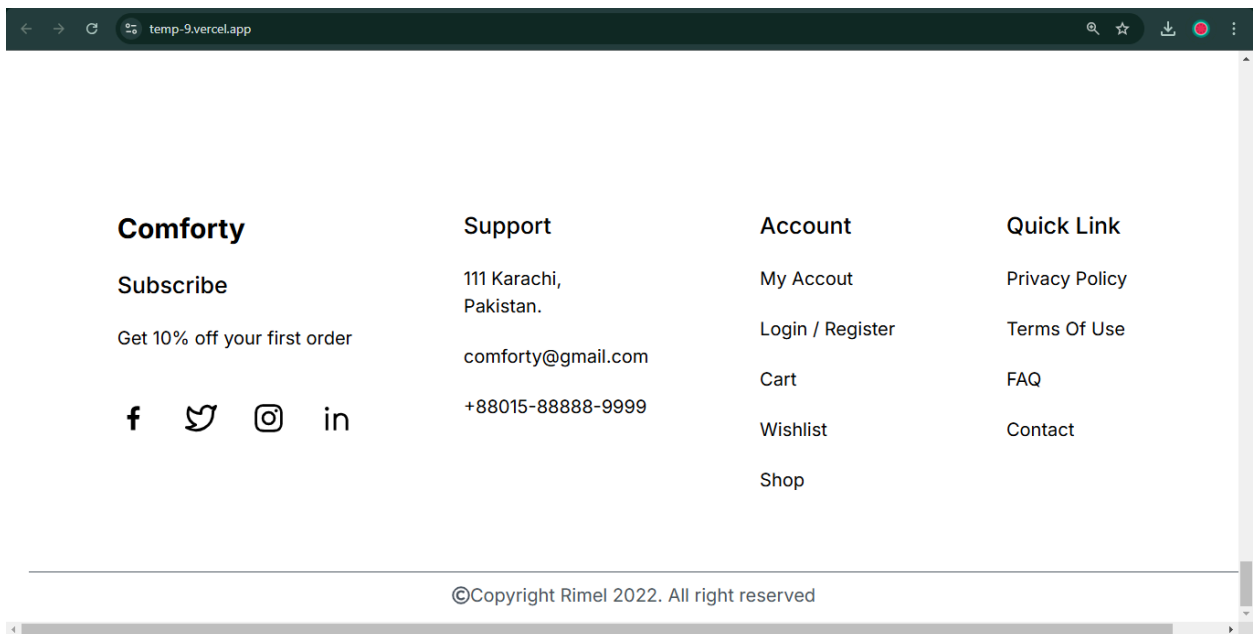 temp-9.vercel.app
Comforty
Subscribe
Get 10% off your first order
f
in
Support
111 Karachi,
Pakistan.
comforty@gmail.com
+88015-88888-9999
Account
My Accout
Login / Register
Cart
Wishlist
Shop
Quick Link
Privacy Policy
Terms Of Use
FAQ
Contact
©Copyright Rimel 2022. All right reserved